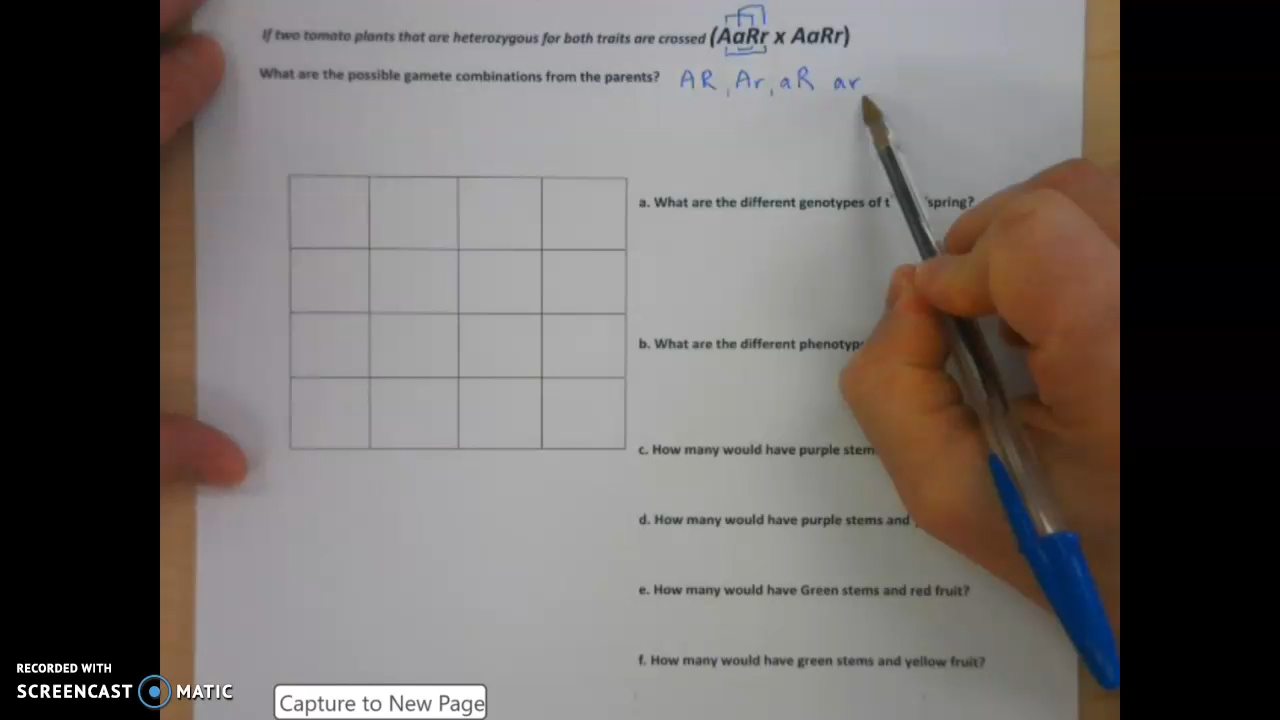 If two tomato plants that are heterozygous for both traits are crossed (AaRr x AaRr)
What are the possible gamete combinations from the parents? AR, Ar, aR ar
a. What are the different genotypes of spring?
b. What are the different
c. How many would have purple stem
d. How many would have purple stems and
e. How many would have Green stems and red fruit?
f. How many would have green stems and yellow fruit?
RECORDED WITH
SCREENCAST MATIC
Capture to New Page